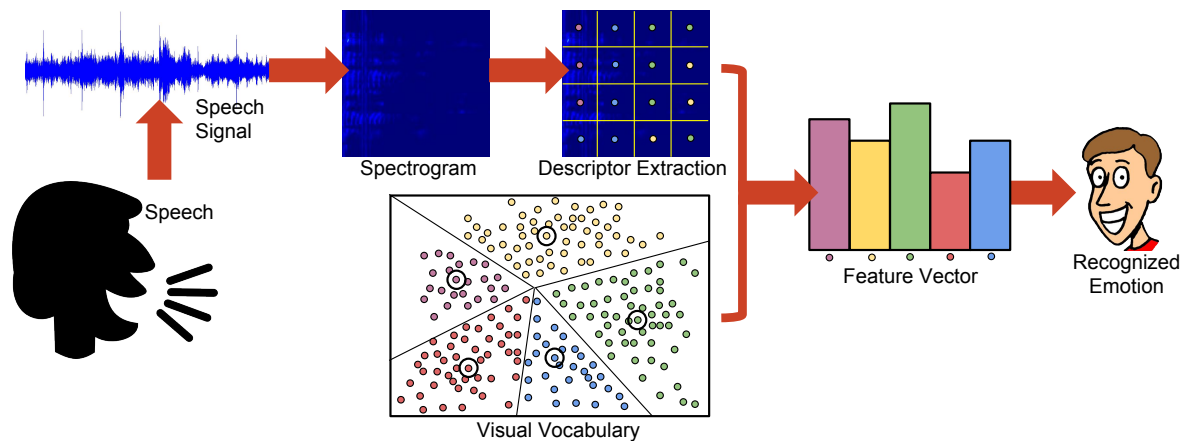 Speech
Signal
Speech
Spectrogram
Descriptor Extraction
Visual Vocabulary
Feature Vector
Recognized
Emotion